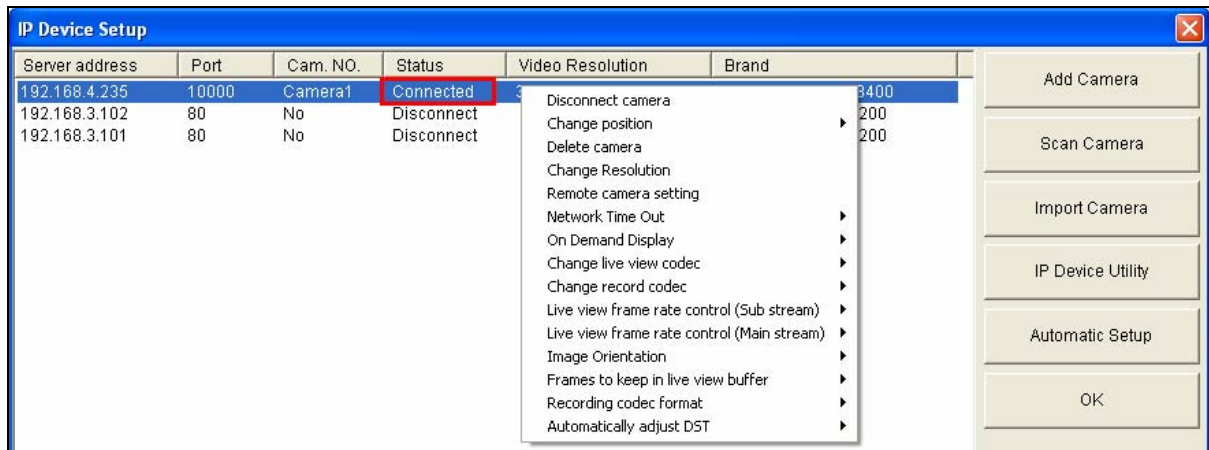 IP Device Setup
Server address Port Cam. NO. Status Video Resolution Brand
192.168.4.235 10000 Camera1 Connected 3 3400
192.168.3.102 80 No Disconnect 200
192.168.3.101 80 No Disconnect 200
Disconnect camera
Change position
Delete camera
Change Resolution
Remote camera setting
Network Time Out
On Demand Display
Change live view codec
Change record codec
Live view frame rate control (Sub stream)
Live view frame rate control (Main stream)
Image Orientation
Frames to keep in live view buffer
Recording codec format
Automatically adjust DST
Add Camera
Scan Camera
Import Camera
IP Device Utility
Automatic Setup
OK